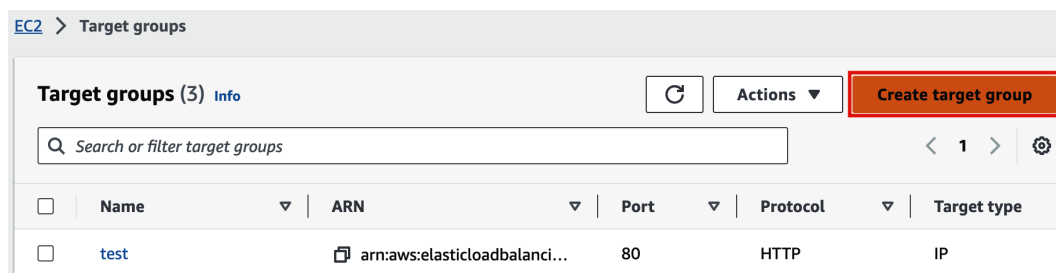 EC2 > Target groups
Target groups (3) Info
Actions
Create target group
Search or filter target groups
1
Name ARN Port Protocol Target type
test arn:aws:elasticloadbalanci... 80 HTTP IP